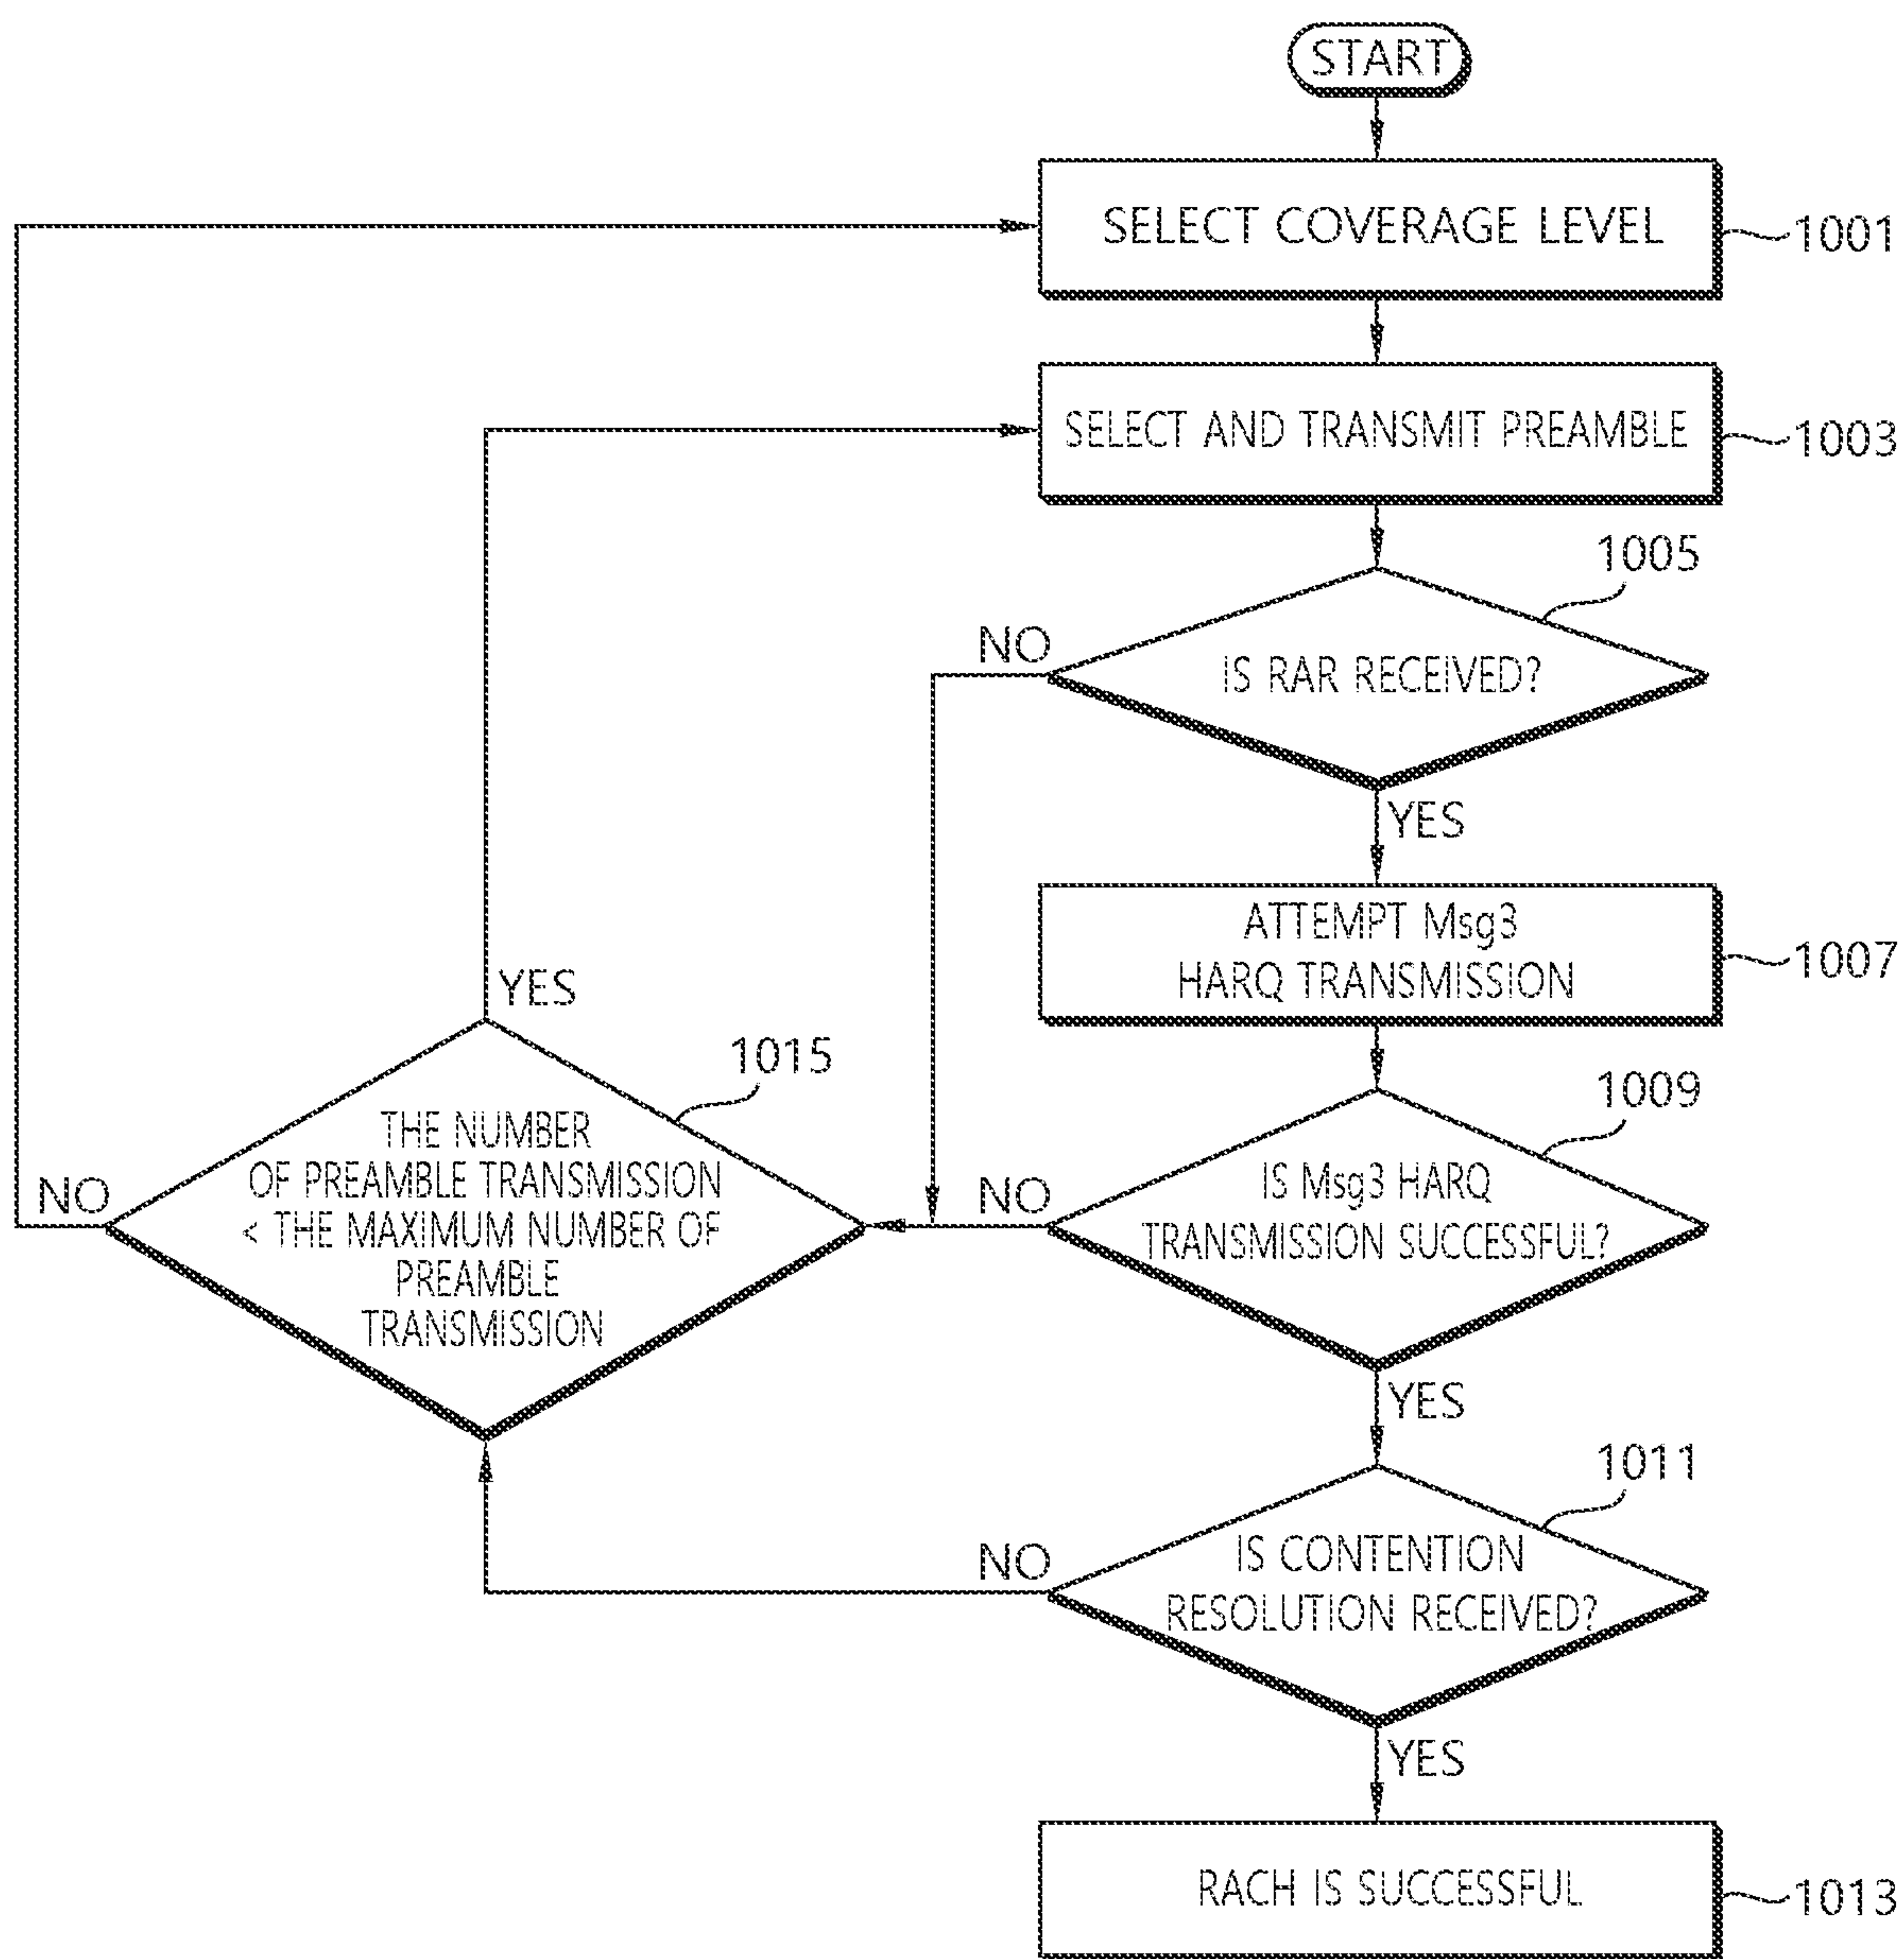 START
SELECT COVERAGE LEVEL
1001
SELECT AND TRANSMIT PREAMBLE
1003
1005
NO
IS RAR RECEIVED?
YES
ATTEMPT Msg3
HARQ TRANSMISSION
1007
YES
1015
THE NUMBER
OF PREAMBLE TRANSMISSION
< THE MAXIMUM NUMBER OF
PREAMBLE
TRANSMISSION
NO
1009
NO
IS Msg3 HARQ
TRANSMISSION SUCCESSFUL?
YES
1011
NO
IS CONTENTION
RESOLUTION RECEIVED?
YES
RACH IS SUCCESSFUL
1013